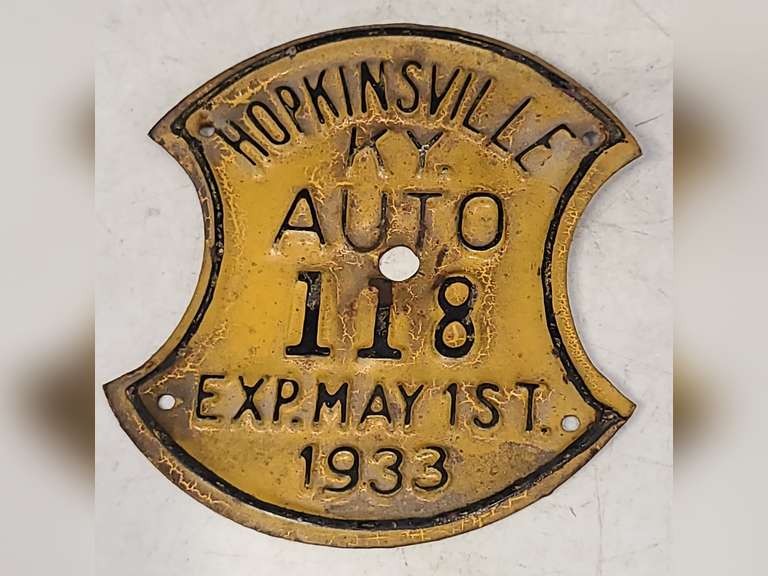 HOPKINSVILLE
KY.
AUTO
118
EXP. MAY 1ST.
1933